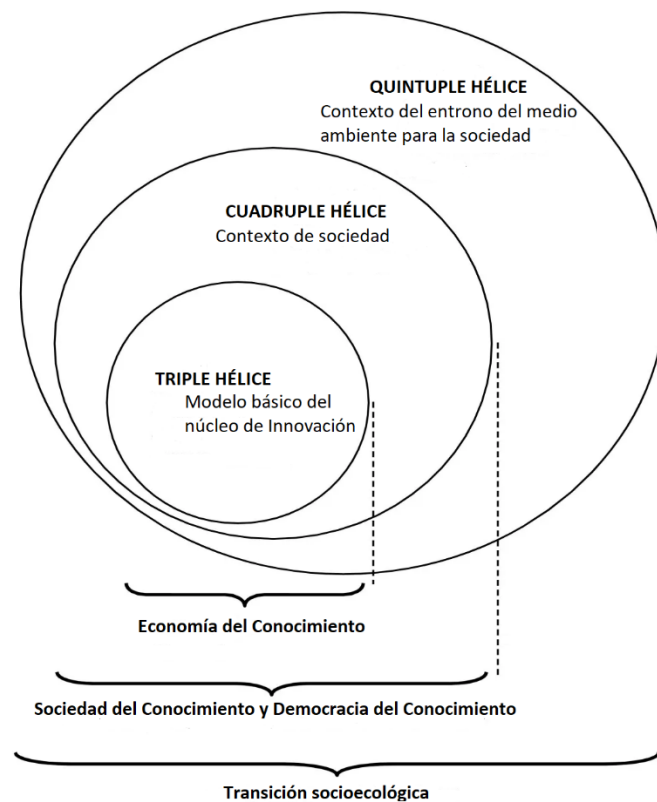 QUINTUPLE HÉLICE
Contexto del entrono del medio
ambiente para la sociedad
CUADRUPLE HÉLICE
Contexto de sociedad
TRIPLE HÉLICE
Modelo básico del
núcleo de Innovación
Economía del Conocimiento
Sociedad del Conocimiento y Democracia del Conocimiento
Transición socioecológica